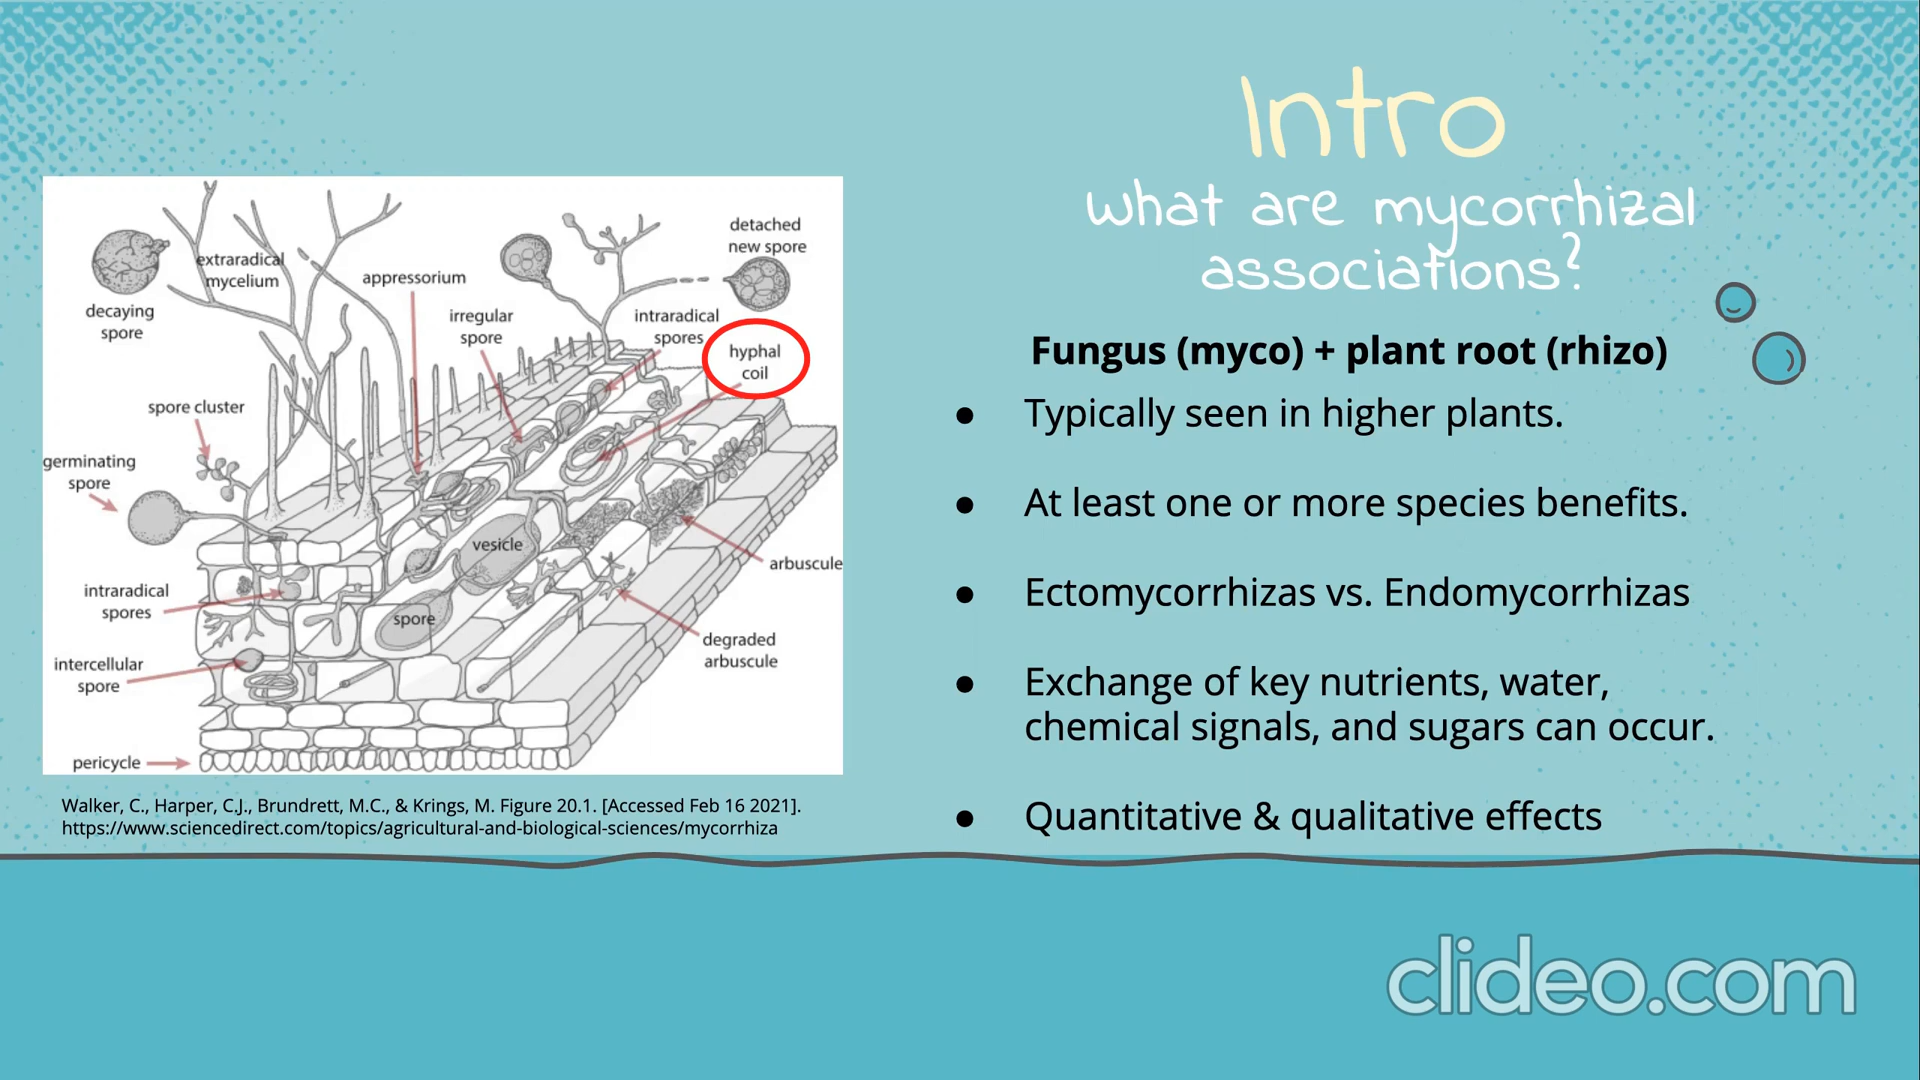 Intro
What are mycorrhizal
associations?
Fungus (myco) + plant root (rhizo)
● Typically seen in higher plants.
● At least one or more species benefits.
● Ectomycorrhizas vs. Endomycorrhizas
● Exchange of key nutrients, water,
chemical signals, and sugars can occur.
● Quantitative & qualitative effects
decaying
spore
extraradical
mycelium
appressorium
irregular
spore
intraradical
spores
detached
new spore
hyphal
coil
spore cluster
germinating
spore
vesicle
arbuscule
intraradical
spores
spore
degraded
arbuscule
intercellular
spore
pericycle
Walker, C., Harper, C.J., Brundrett, M.C., & Krings, M. Figure 20.1. [Accessed Feb 16 2021].
https://www.sciencedirect.com/topics/agricultural-and-biological-sciences/mycorrhiza
clideo.com